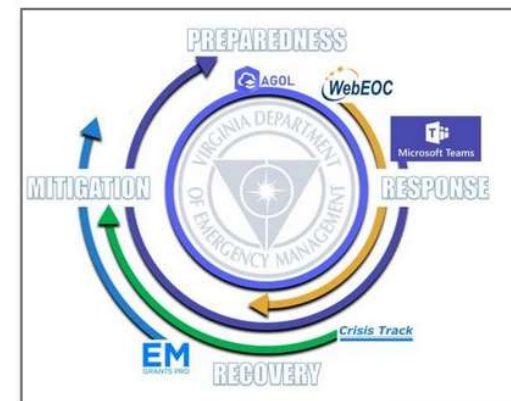 PREPAREDNESS
AGOL
WebEOC
Microsoft Teams
VIRGINIA DEPARTMENT
OF EMERGENCY MANAGEMENT
MITIGATION
RESPONSE
Crisis Track
EM
GRANTS PRO
RECOVERY